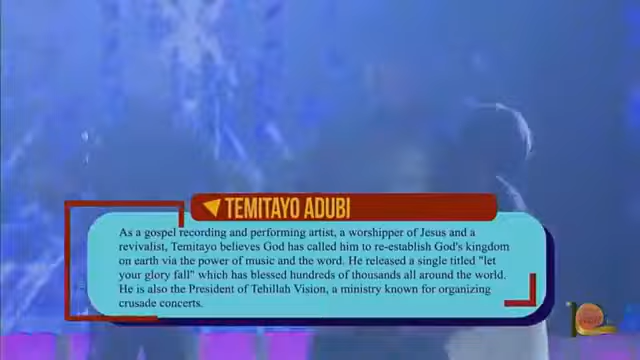 TEMITAYO ADUBI
As a gospel recording and performing artist, a worshipper of Jesus and a
revivalist, Temitayo believes God has called him to re-establish God's kingdom
on earth via the power of music and the word. He released a single titled "let
your glory fall" which has blessed hundreds of thousands all around the world.
He is also the President of Tehillah Vision, a ministry known for organizing
crusade concerts.